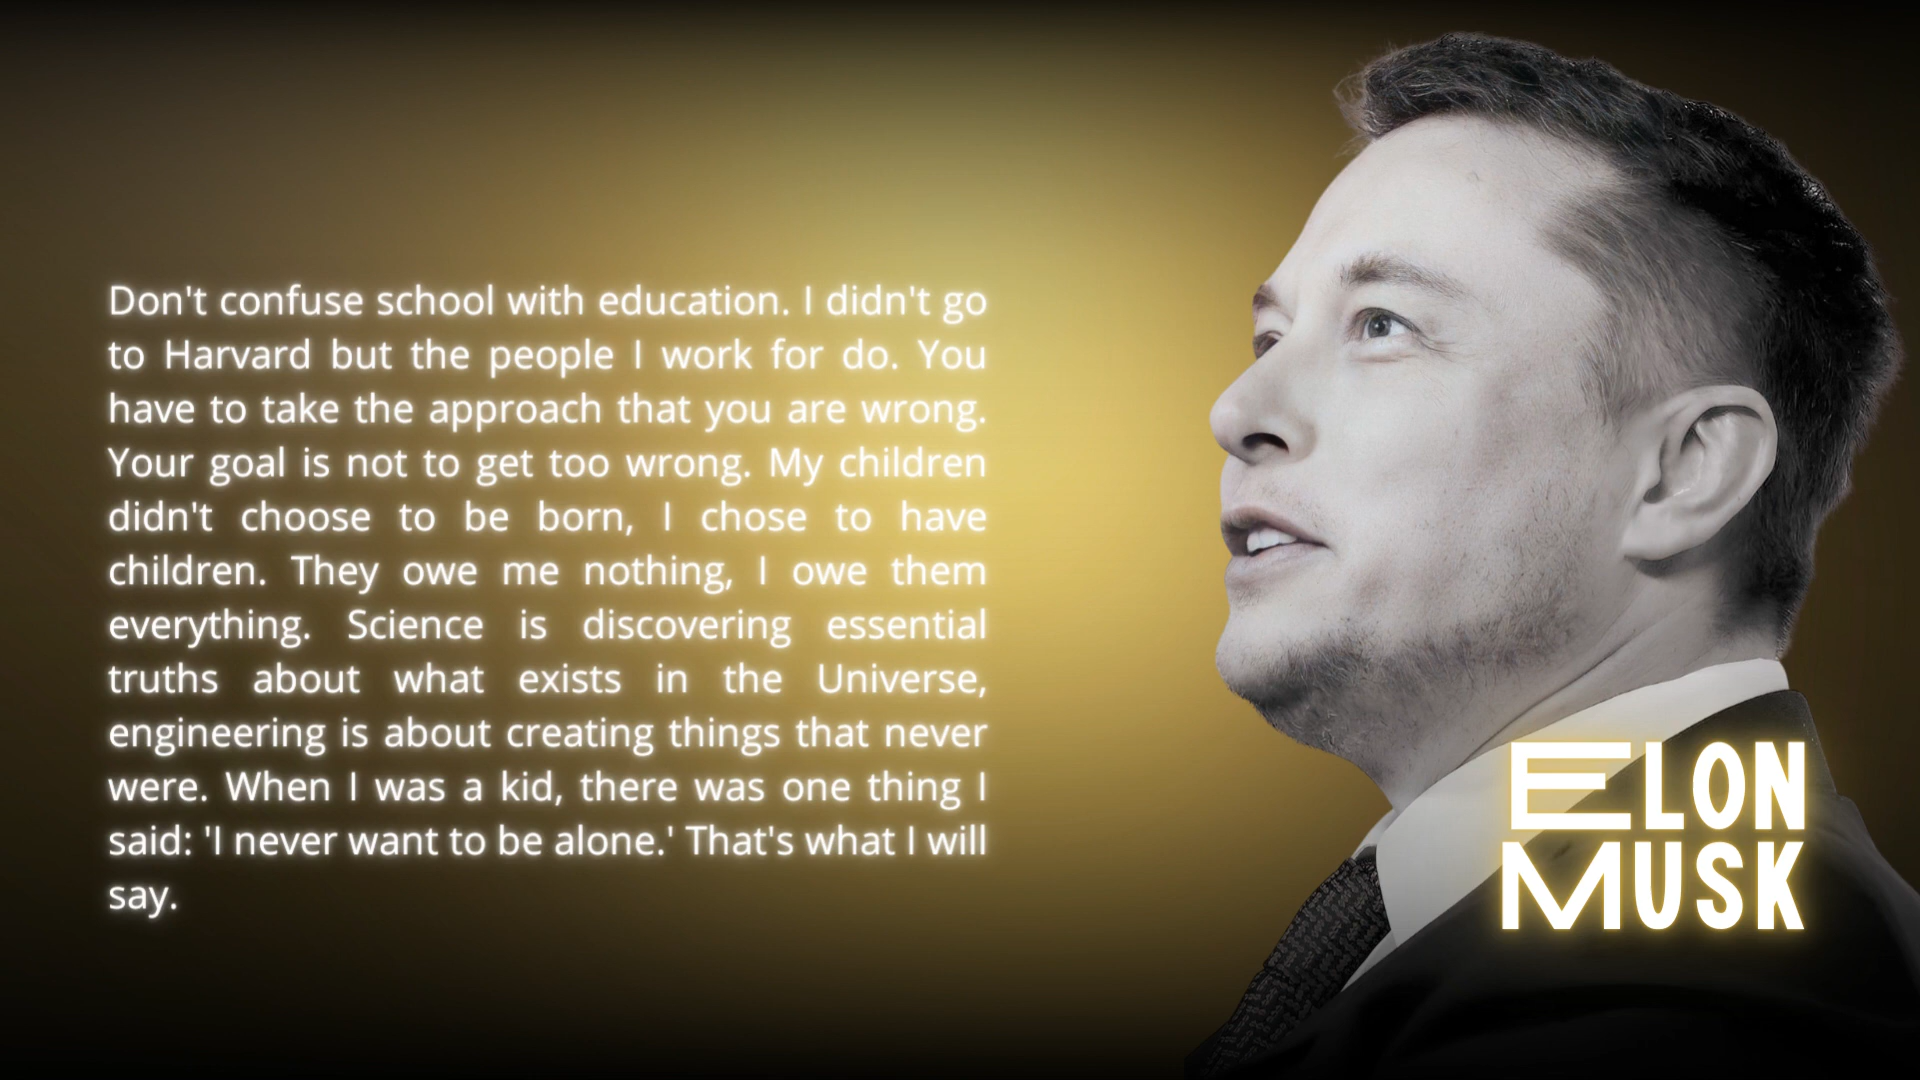 Don't confuse school with education. I didn't go
to Harvard but the people I work for do. You
have to take the approach that you are wrong.
Your goal is not to get too wrong. My children
didn't choose to be born, I chose to have
children. They owe me nothing, I owe them
everything. Science is discovering essential
truths about what exists in the Universe,
engineering is about creating things that never
were. When I was a kid, there was one thing I
said: 'I never want to be alone.' That's what I will
say.
ELON
MUSK